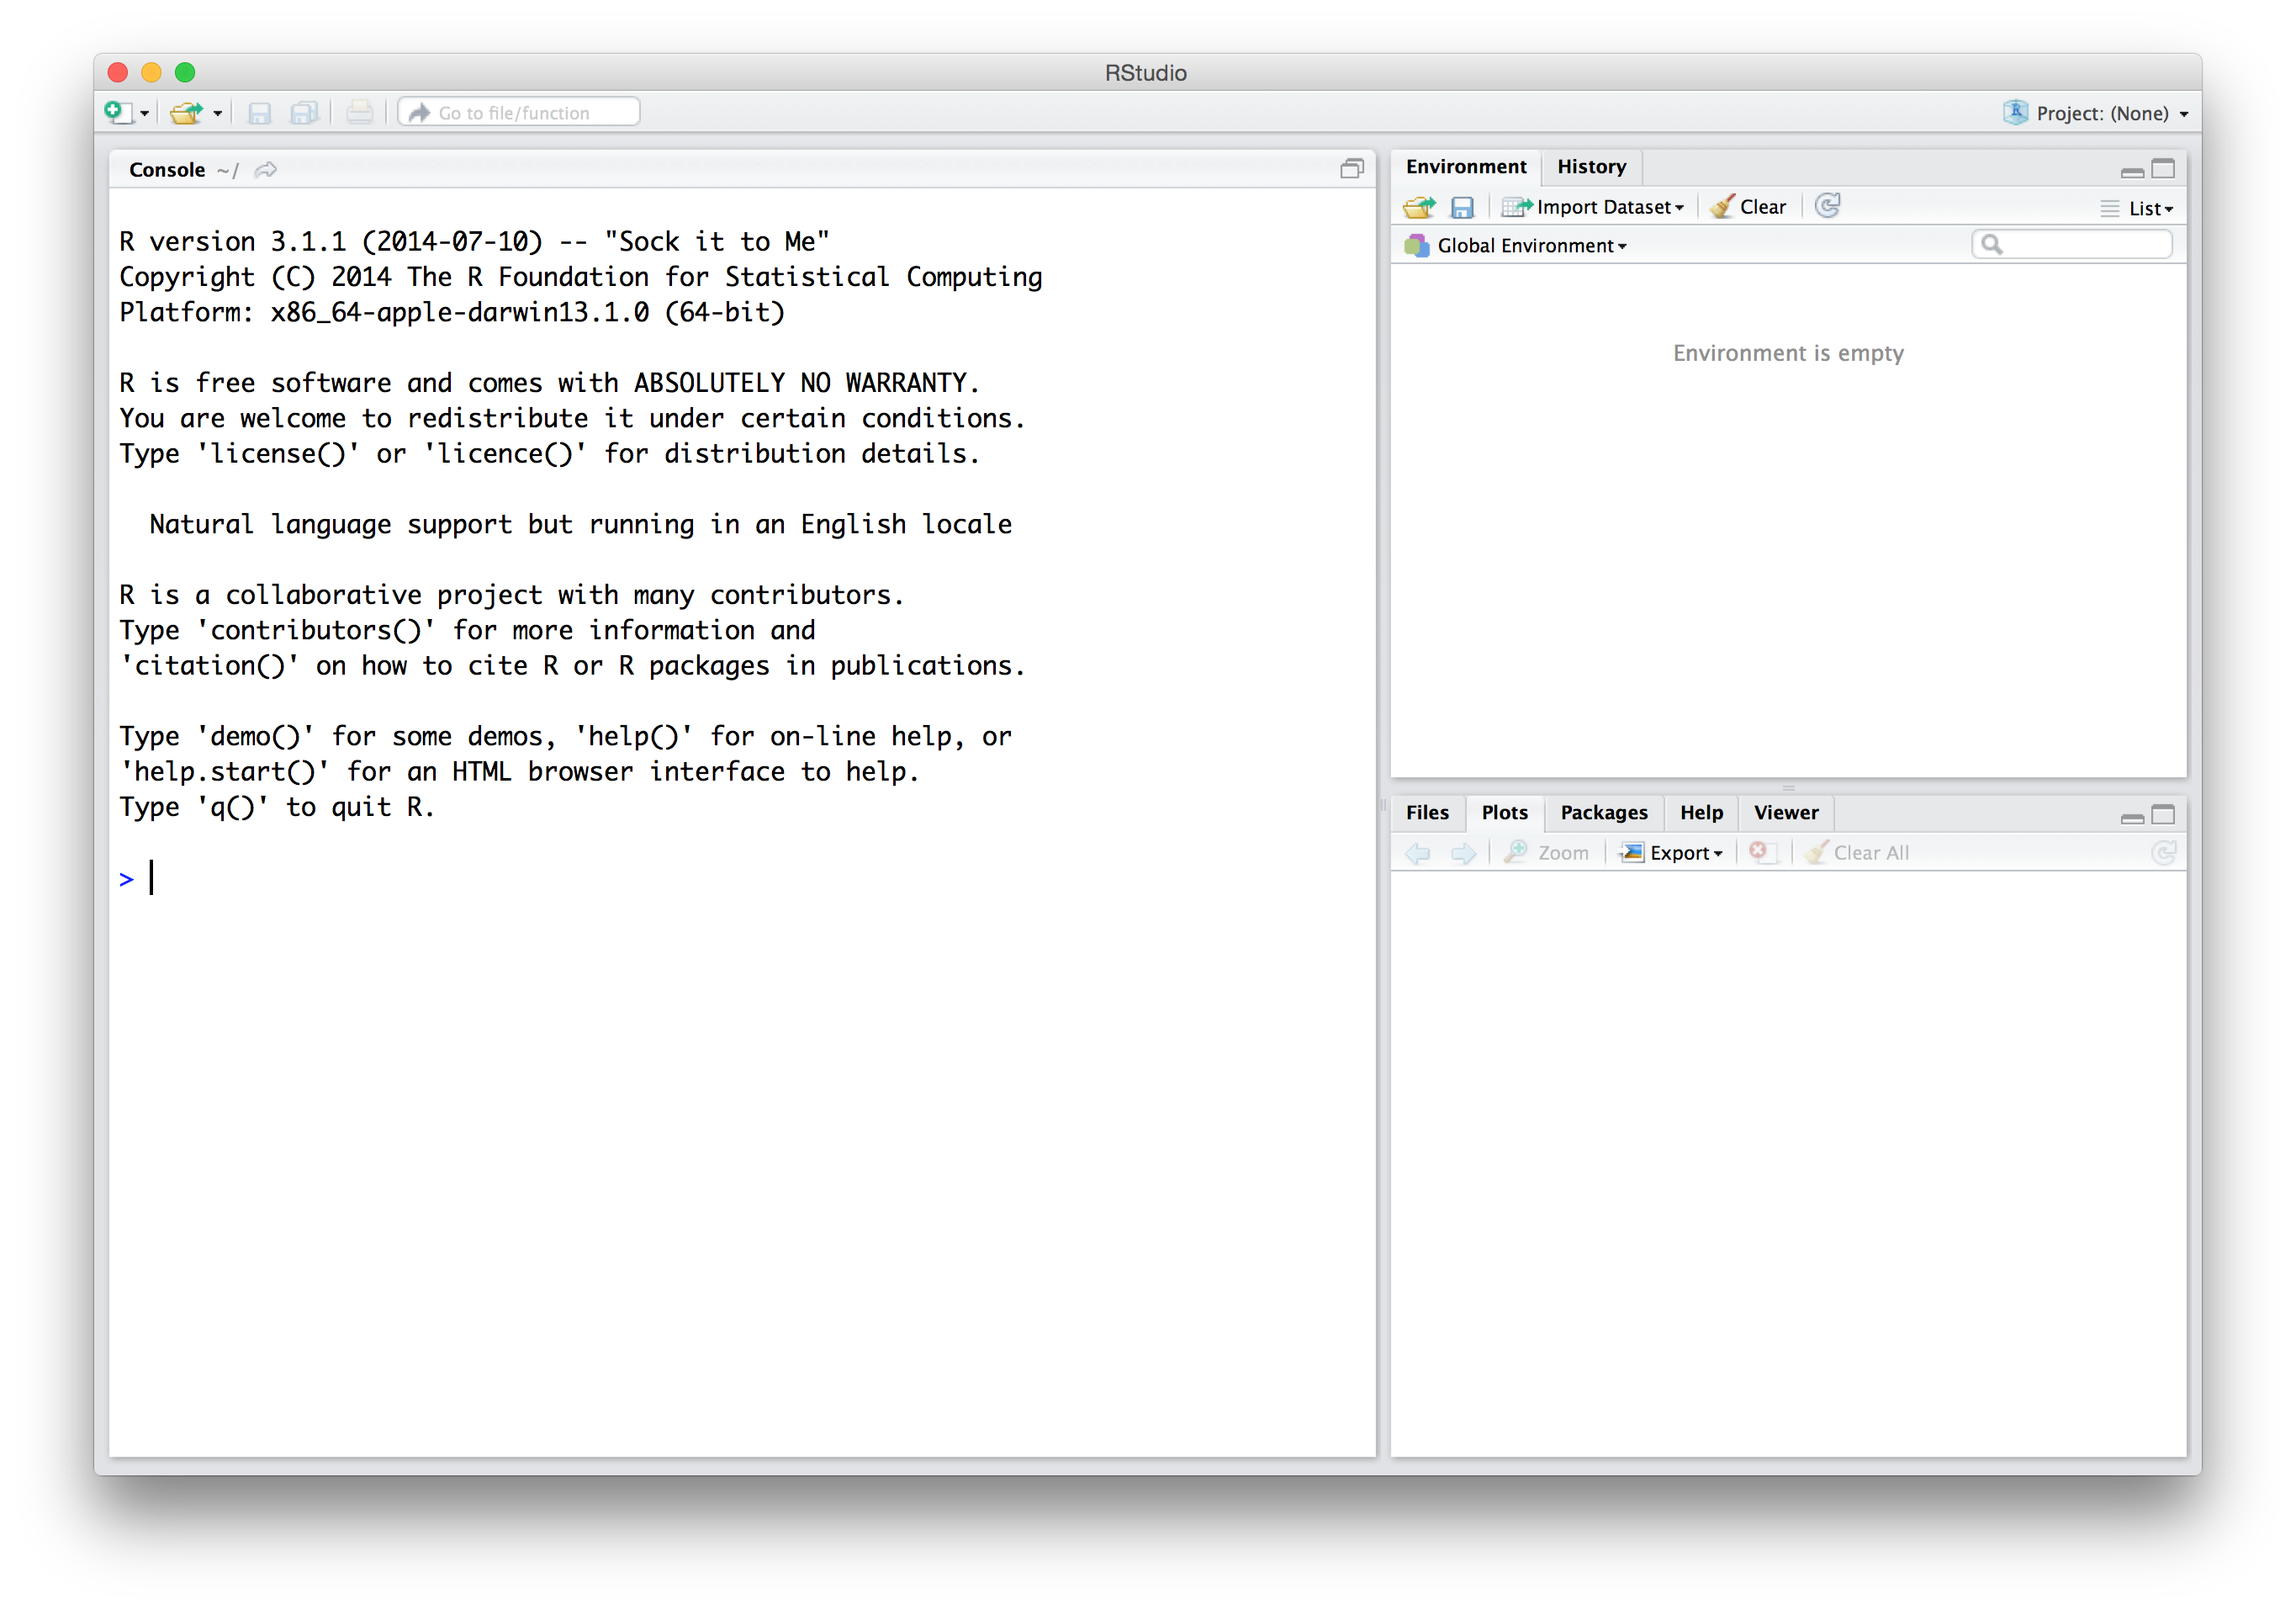 RStudio
Go to file/function
Project: (None)
Console ~/
R version 3.1.1 (2014-07-10) -- "Sock it to Me"
Copyright (C) 2014 The R Foundation for Statistical Computing
Platform: x86_64-apple-darwin13.1.0 (64-bit)
R is free software and comes with ABSOLUTELY NO WARRANTY.
You are welcome to redistribute it under certain conditions.
Type 'license()' or 'licence()' for distribution details.
Natural language support but running in an English locale
R is a collaborative project with many contributors.
Type 'contributors()' for more information and
'citation()' on how to cite R or R packages in publications.
Type 'demo()' for some demos, 'help()' for on-line help, or
'help.start()' for an HTML browser interface to help.
Type 'q()' to quit R.
>
Environment History
Import Dataset Clear List
Global Environment
Environment is empty
Files Plots Packages Help Viewer
Zoom Export Clear All